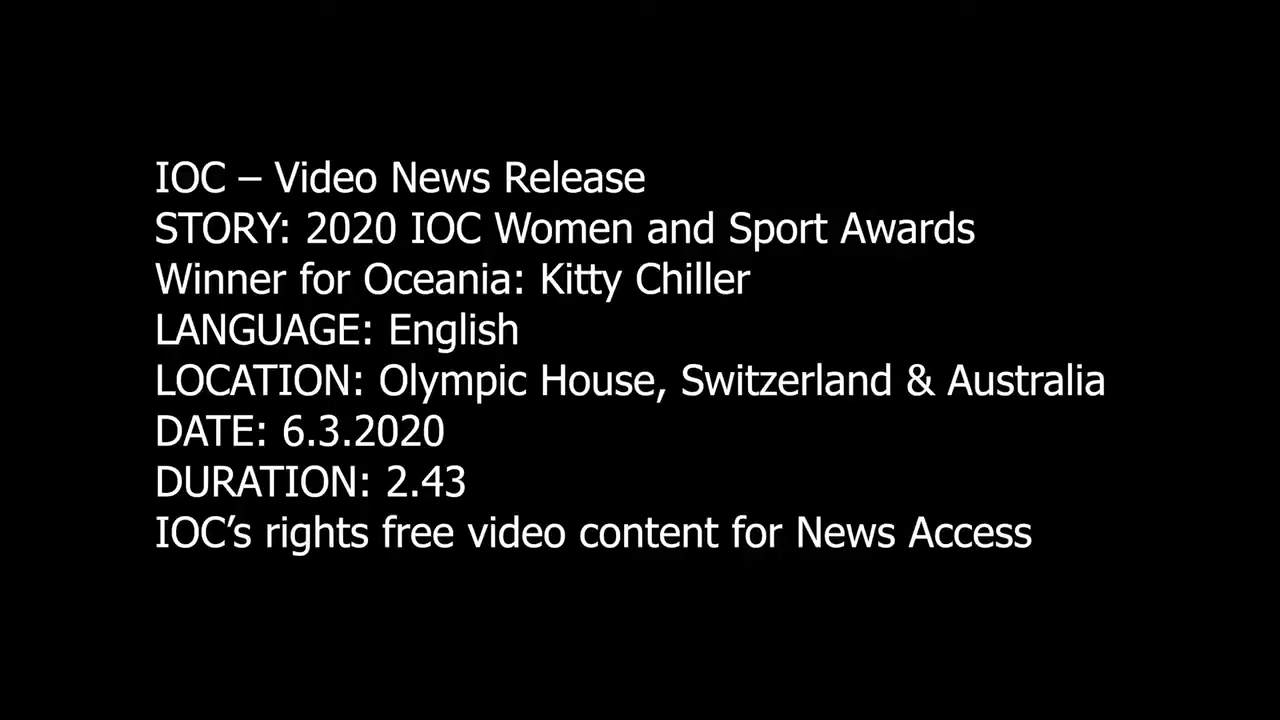 IOC – Video News Release
STORY: 2020 IOC Women and Sport Awards
Winner for Oceania: Kitty Chiller
LANGUAGE: English
LOCATION: Olympic House, Switzerland & Australia
DATE: 6.3.2020
DURATION: 2.43
IOC’s rights free video content for News Access